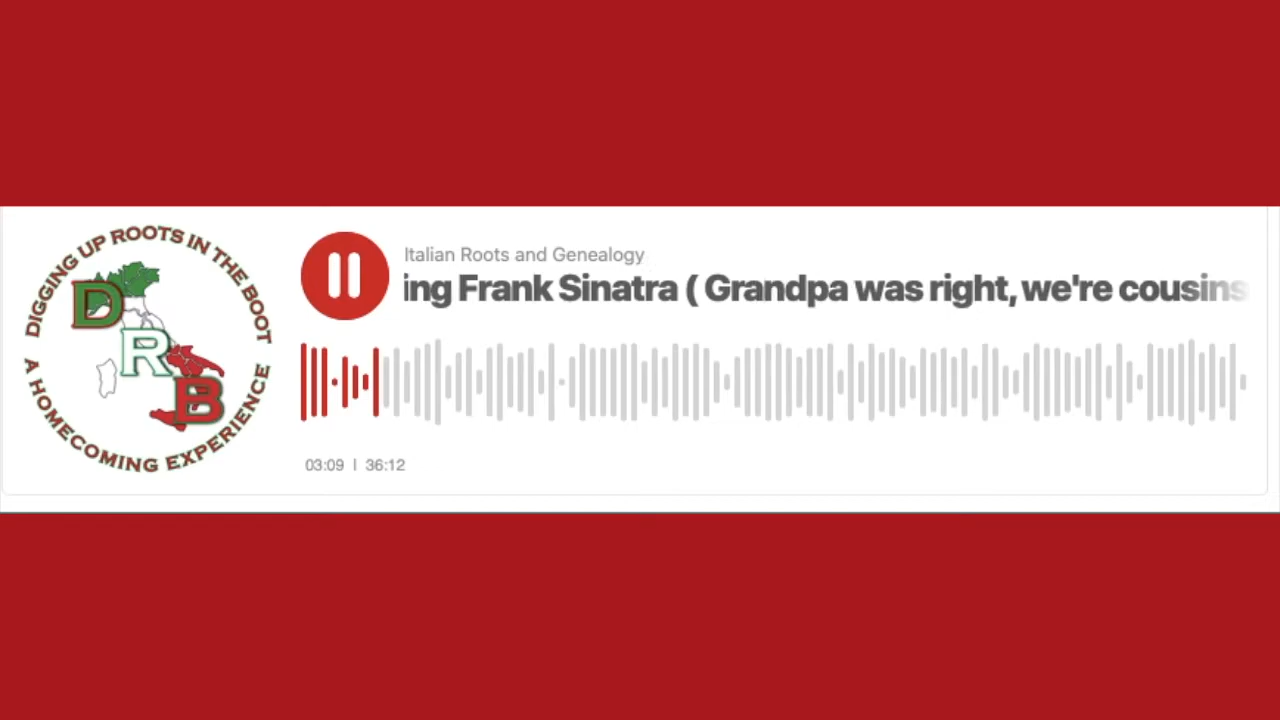 DIGGING UP ROOTS IN THE BOOT
A HOMECOMING EXPERIENCE
DRB
Italian Roots and Genealogy
ing Frank Sinatra ( Grandpa was right, we're cousins
03:09 | 36:12